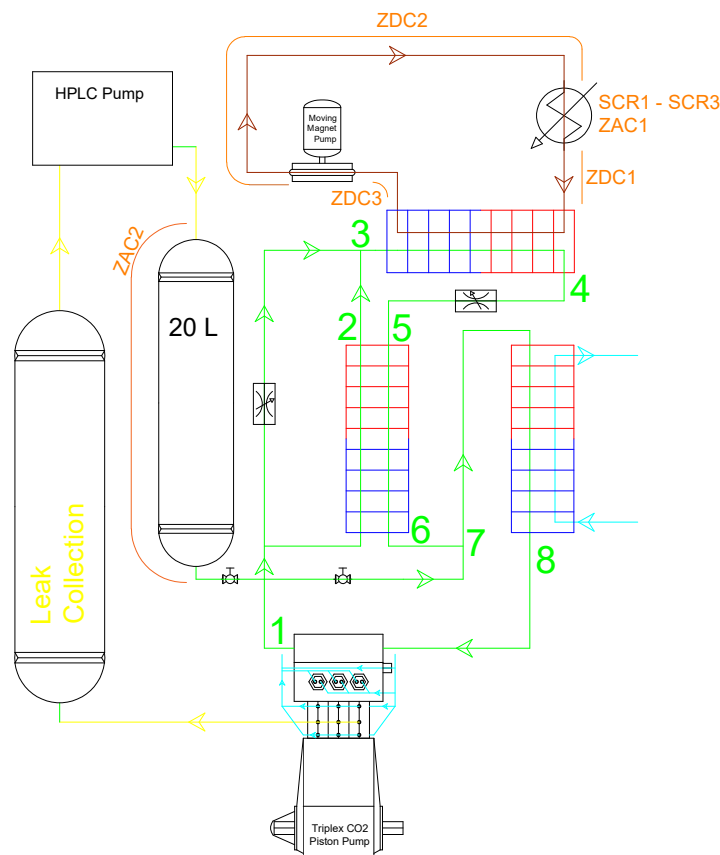 ZDC2
HPLC Pump
Moving
Magnet
Pump
SCR1 - SCR3
ZAC1
ZDC3
ZDC1
ZAC2
3
4
20 L
2
5
6
7
8
Leak
Collection
1
Triplex CO2
Piston Pump